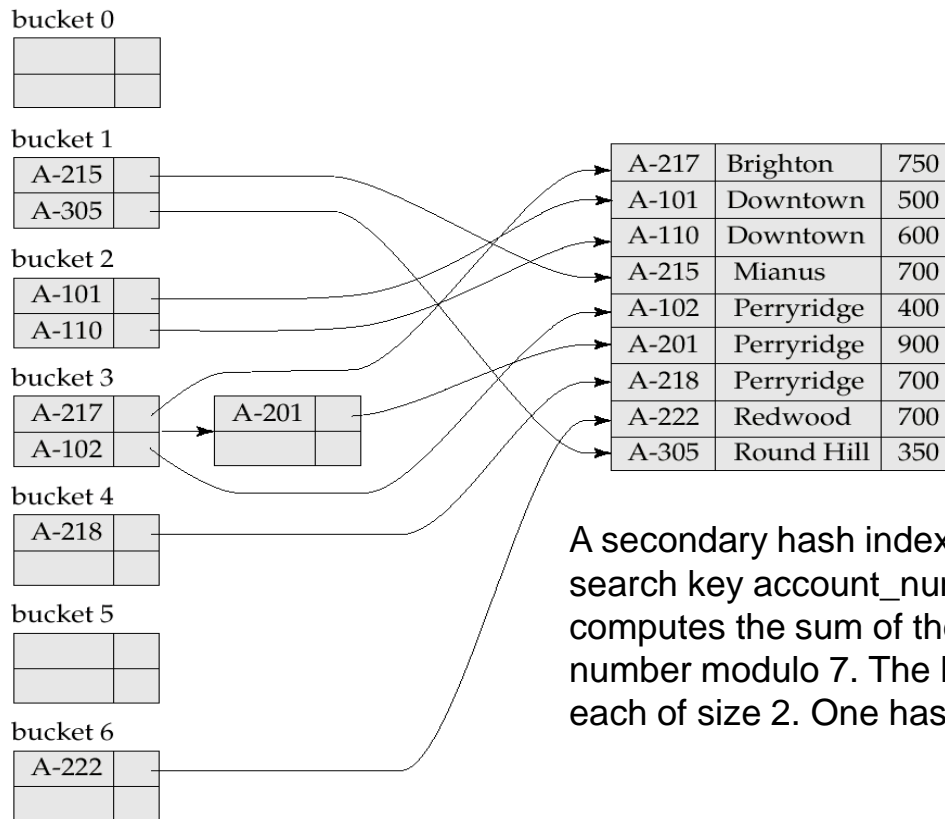 bucket 0
bucket 1
A-215
A-305
bucket 2
A-101
A-110
bucket 3
A-217
A-102
A-201
bucket 4
A-218
bucket 5
bucket 6
A-222
A-217 Brighton 750
A-101 Downtown 500
A-110 Downtown 600
A-215 Mianus 700
A-102 Perryridge 400
A-201 Perryridge 900
A-218 Perryridge 700
A-222 Redwood 700
A-305 Round Hill 350
A secondary hash index
search key account_nu
computes the sum of the
number modulo 7. The
each of size 2. One has